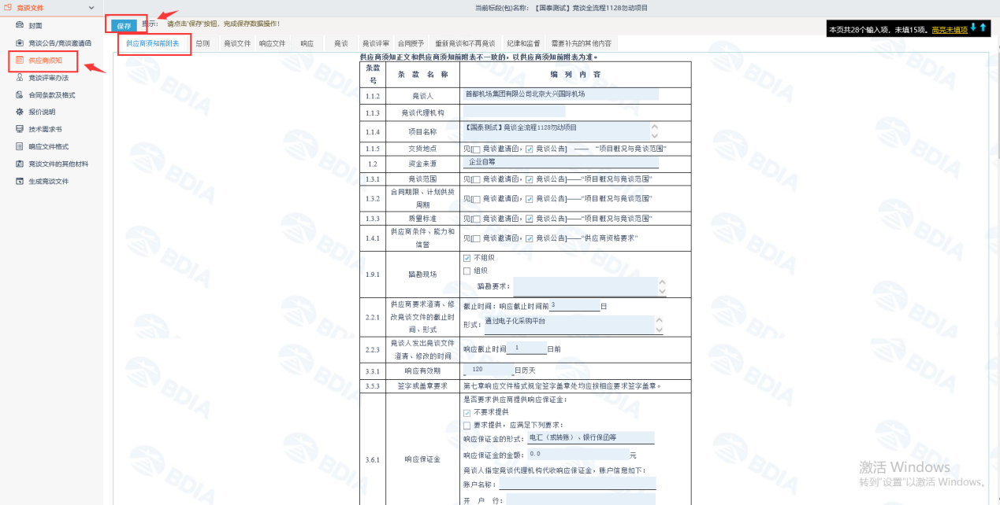 竞谈文件
当前标段(包)名称: 【国泰测试】竞谈全流程1128勿动项目
封面
竞谈公告/竞谈邀请函
供应商须知
竞谈评审办法
合同条款及格式
报价说明
技术需求书
响应文件格式
竞谈文件的其他材料
生成竞谈文件
保存
提示: 请点击'保存'按钮,完成保存数据操作!
本页共28个输入项,未填15项。高亮未填项
供应商须知前附表 总则 竞谈文件 响应文件 响应 竞谈 竞谈评审 合同授予 重新竞谈和不再竞谈 纪律和监督 需要补充的其他内容
供应商须知正文和供应商须知前附表不一致的,以供应商须知前附表为准。
条款号 条 款 名 称 编 列 内 容
1.1.2 竞谈人 首都机场集团有限公司北京大兴国际机场
1.1.3 竞谈代理机构
1.1.4 项目名称 【国泰测试】竞谈全流程1128勿动项目
1.1.5 交货地点 见[ 竞谈邀请函, 竞谈公告] —— “项目概况与竞谈范围”
1.2 资金来源 企业自筹
1.3.1 竞谈范围 见[ 竞谈邀请函, 竞谈公告]——“项目概况与竞谈范围”
1.3.2 合同期限、计划供货周期 见[ 竞谈邀请函, 竞谈公告]——“项目概况与竞谈范围”
1.3.3 质量标准 见[ 竞谈邀请函, 竞谈公告]——“项目概况与竞谈范围”
1.4.1 供应商条件、能力和信誉 见[ 竞谈邀请函, 竞谈公告]——“供应商资格要求”
1.9.1 踏勘现场 不组织
组织
踏勘要求:
2.2.1 供应商要求澄清、修改竞谈文件的截止时间、形式 截止时间: 响应截止时间前 3 日
形式: 通过电子化采购平台
2.2.3 竞谈人发出竞谈文件澄清、修改的时间 响应截止时间 1 日前
3.3.1 响应有效期 120 日历天
3.5.3 签字或盖章要求 第七章响应文件格式规定签字盖章处均应按相应要求签字盖章。
3.6.1 响应保证金 是否要求供应商提供响应保证金:
不要求提供
要求提供,应满足下列要求:
响应保证金的形式: 电汇(或转账)、银行保函等
响应保证金的金额: 0.0 元
竞谈人指定竞谈代理机构代收响应保证金,账户信息如下:
账户名称:
开 户 行:
激活 Windows
转到"设置"以激活 Windows。
BDIA